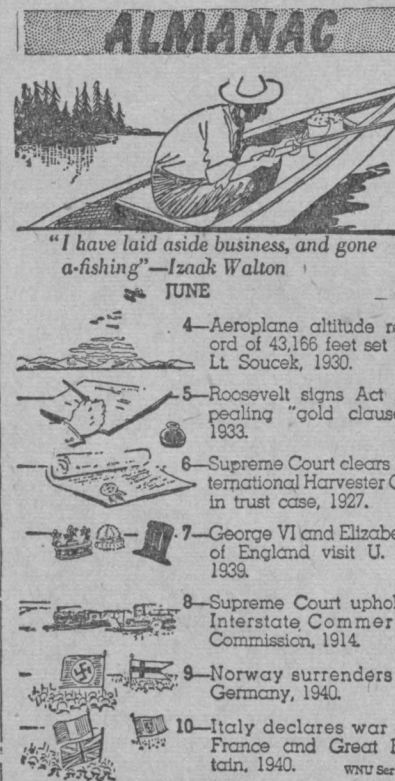 ALMANAC
"I have laid aside business, and gone
a-fishing"—Izaak Walton
JUNE
4—Aeroplane altitude
ord of 43,166 feet set
Lt. Soucek, 1930.
5—Roosevelt signs Act
pealing "gold clause
1933.
6—Supreme Court clears
ternational Harvester
in trust case, 1927.
7—George VI and Elizabe
of England visit U.
1939.
8—Supreme Court uphol
Interstate Commer
Commission, 1914.
9—Norway surrenders
Germany, 1940.
10—Italy declares war
France and Great
tain, 1940. WNU Ser